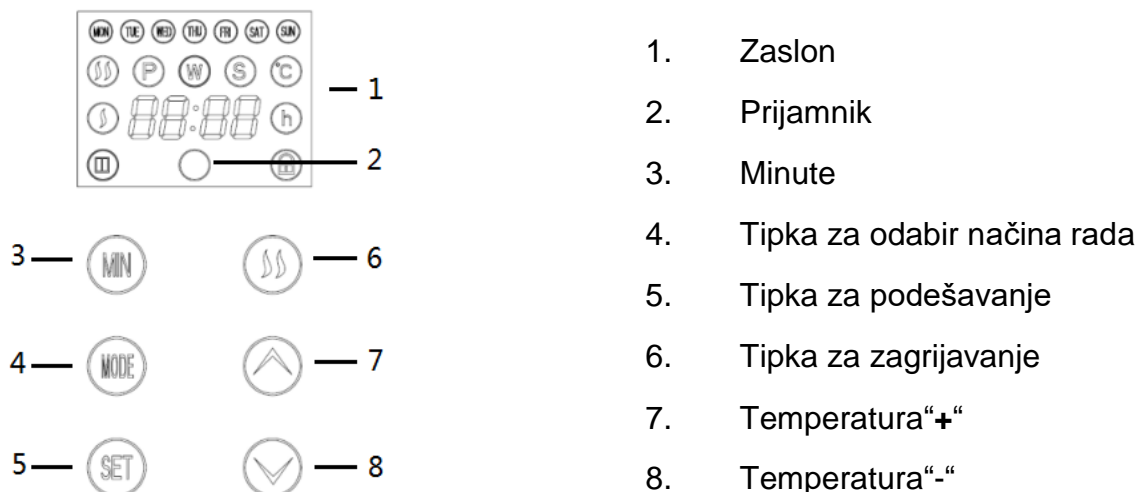 MON TUE WED THU FRI SAT SUN
P W S °C
88:88 h
1
2
3 MIN 6
4 MODE 7
5 SET 8
1. Zaslon
2. Prijamnik
3. Minute
4. Tipka za odabir načina rada
5. Tipka za podešavanje
6. Tipka za zagrijavanje
7. Temperatura“+“
8. Temperatura“-“